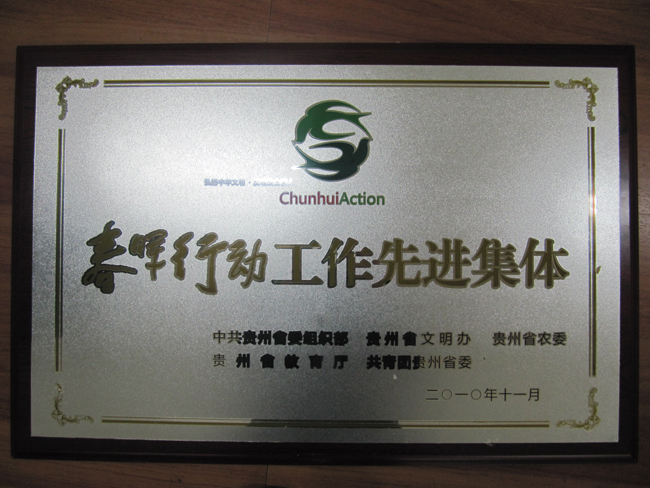 ChunhuiAction
春晖行动工作先进集体
中共贵州省委组织部 贵州省文明办 贵州省农委
贵州省教育厅 共青团贵州省委
二○一○年十一月